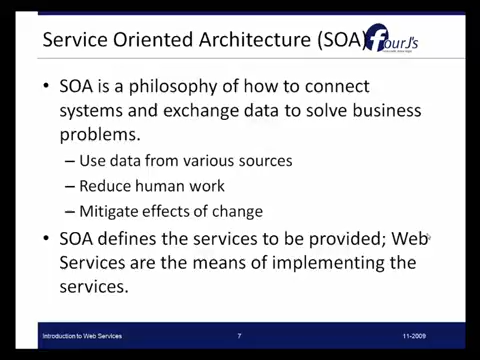 Service Oriented Architecture (SOA)
fourJ's
• SOA is a philosophy of how to connect
systems and exchange data to solve business
problems.
– Use data from various sources
– Reduce human work
– Mitigate effects of change
• SOA defines the services to be provided; Web
Services are the means of implementing the
services.
Introduction to Web Services
7
11-2009